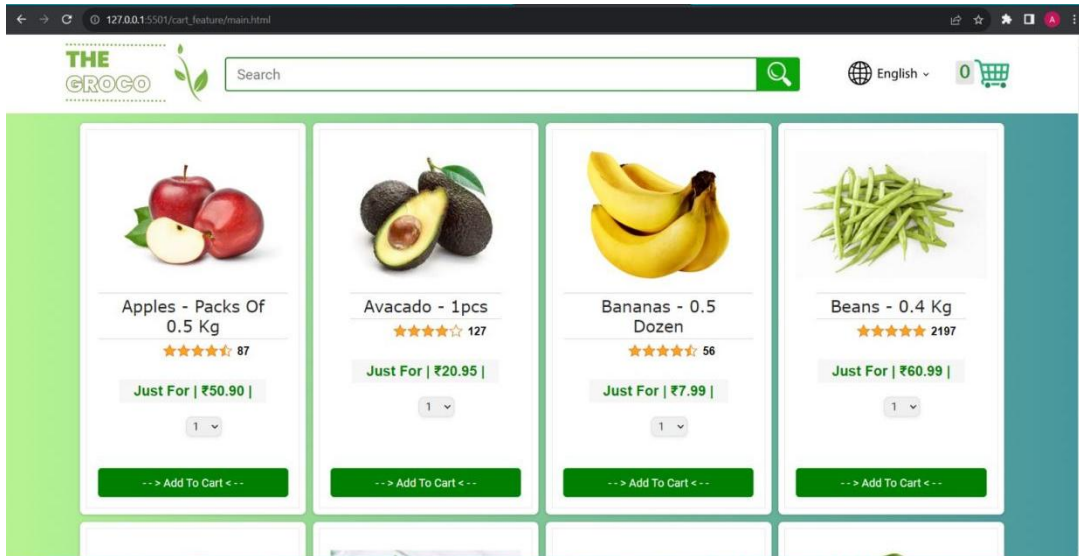 127.0.0.1:5501/cart_feature/main.html
A
THE
GROCO
Search
English
0
Apples - Packs Of
0.5 Kg
87
Just For | ₹50.90 |
1
-- > Add To Cart < --
Avacado - 1pcs
127
Just For | ₹20.95 |
1
-- > Add To Cart < --
Bananas - 0.5
Dozen
56
Just For | ₹7.99 |
1
-- > Add To Cart < --
Beans - 0.4 Kg
2197
Just For | ₹60.99 |
1
-- > Add To Cart < --